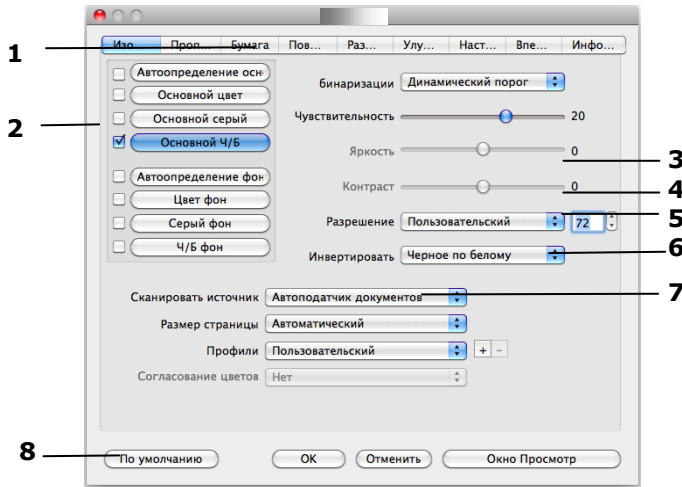 Изо... Проп... Бумага Пов... Раз... Улу... Наст... Впе... Инфо...
1
Автоопределение осн
бинаризации Динамический порог
Основной цвет
2
Основной серый
Чувствительность 20
Основной Ч/Б
Яркость 0
3
Автоопределение фон
Контраст 0
4
Цвет фон
Серый фон
Разрешение Пользовательский 72
5
Ч/Б фон
Инвертировать Черное по белому
6
Сканировать источник Автоподатчик документов
7
Размер страницы Автоматический
Профили Пользовательский + -
Согласование цветов Нет
8
По умолчанию OK Отменить Окно Просмотр